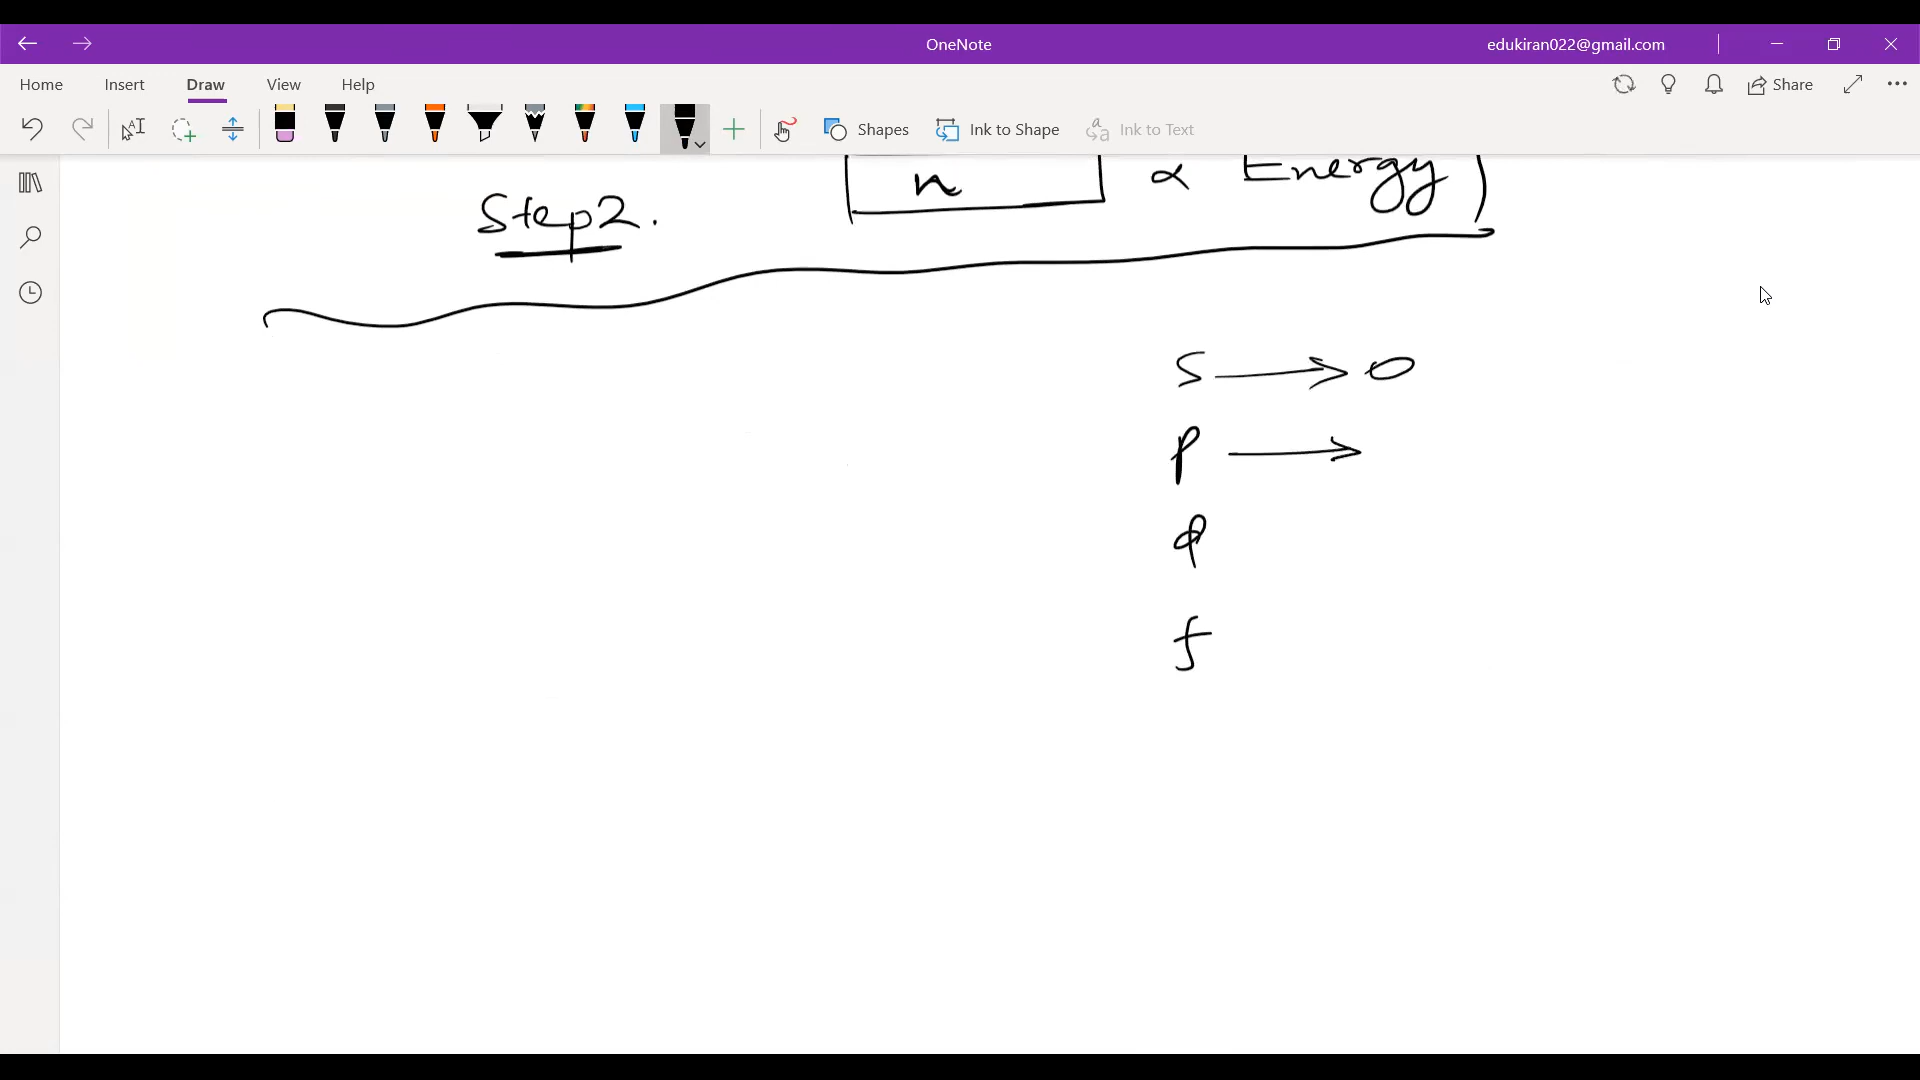 OneNote
edukiran022@gmail.com
Home Insert Draw View Help
Share
Shapes Ink to Shape Ink to Text
n ∝ Energy
Step2.
s → 0
p →
d
f